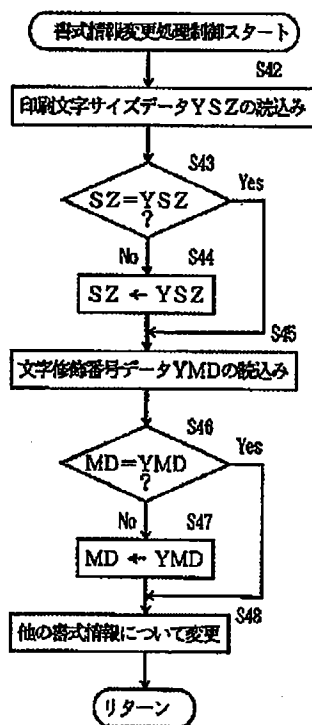 書式情報変更処理制御スタート
S42
印刷文字サイズデータYSZの読込み
S43
SZ=YSZ
?
Yes
No
S44
SZ ← YSZ
S45
文字修飾番号データYMDの読込み
S46
MD=YMD
?
Yes
No
S47
MD ← YMD
S48
他の書式情報について変更
リターン